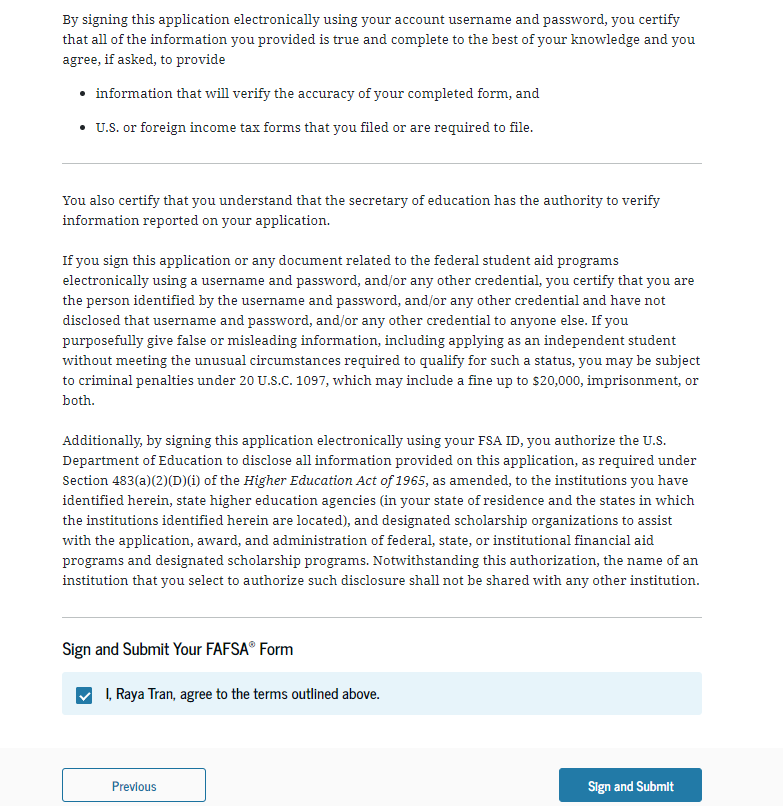 By signing this application electronically using your account username and password, you certify
that all of the information you provided is true and complete to the best of your knowledge and you
agree, if asked, to provide
• information that will verify the accuracy of your completed form, and
• U.S. or foreign income tax forms that you filed or are required to file.
You also certify that you understand that the secretary of education has the authority to verify
information reported on your application.
If you sign this application or any document related to the federal student aid programs
electronically using a username and password, and/or any other credential, you certify that you are
the person identified by the username and password, and/or any other credential and have not
disclosed that username and password, and/or any other credential to anyone else. If you
purposefully give false or misleading information, including applying as an independent student
without meeting the unusual circumstances required to qualify for such a status, you may be subject
to criminal penalties under 20 U.S.C. 1097, which may include a fine up to $20,000, imprisonment, or
both.
Additionally, by signing this application electronically using your FSA ID, you authorize the U.S.
Department of Education to disclose all information provided on this application, as required under
Section 483(a)(2)(D)(i) of the Higher Education Act of 1965, as amended, to the institutions you have
identified herein, state higher education agencies (in your state of residence and the states in which
the institutions identified herein are located), and designated scholarship organizations to assist
with the application, award, and administration of federal, state, or institutional financial aid
programs and designated scholarship programs. Notwithstanding this authorization, the name of an
institution that you select to authorize such disclosure shall not be shared with any other institution.
Sign and Submit Your FAFSA® Form
I, Raya Tran, agree to the terms outlined above.
Previous
Sign and Submit